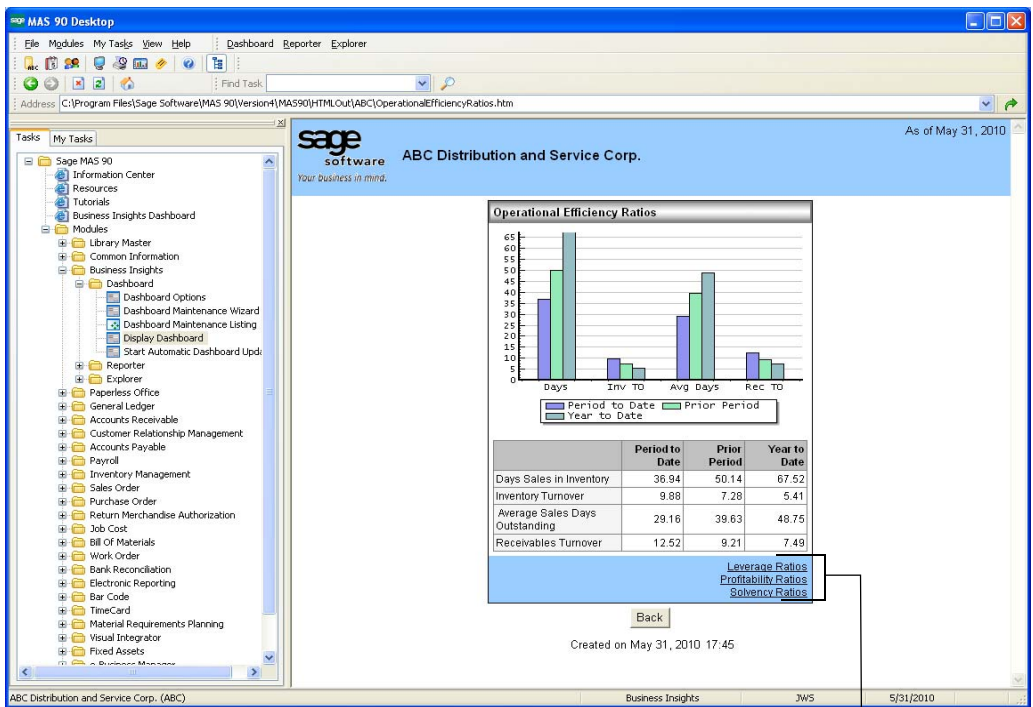 sage MAS 90 Desktop
File Modules My Tasks View Help Dashboard Reporter Explorer
Find Task
Address C:\Program Files\Sage Software\MAS 90\Version4\MAS90\HTMLOut\ABC\OperationalEfficiencyRatios.htm
Tasks My Tasks
Sage MAS 90
Information Center
Resources
Tutorials
Business Insights Dashboard
Modules
Library Master
Common Information
Business Insights
Dashboard
Dashboard Options
Dashboard Maintenance Wizard
Dashboard Maintenance Listing
Display Dashboard
Start Automatic Dashboard Upd
Reporter
Explorer
Paperless Office
General Ledger
Accounts Receivable
Customer Relationship Management
Accounts Payable
Payroll
Inventory Management
Sales Order
Purchase Order
Return Merchandise Authorization
Job Cost
Bill Of Materials
Work Order
Bank Reconciliation
Electronic Reporting
Bar Code
TimeCard
Material Requirements Planning
Visual Integrator
Fixed Assets
e-Business Manager
sage software
Your business in mind.
ABC Distribution and Service Corp.
As of May 31, 2010
Operational Efficiency Ratios
65
60
55
50
45
40
35
30
25
20
15
10
5
0
Days Inv TO Avg Days Rec TO
Period to Date Prior Period
Year to Date
Period to Date Prior Period Year to Date
Days Sales in Inventory 36.94 50.14 67.52
Inventory Turnover 9.88 7.28 5.41
Average Sales Days Outstanding 29.16 39.63 48.75
Receivables Turnover 12.52 9.21 7.49
Leverage Ratios
Profitability Ratios
Solvency Ratios
Back
Created on May 31, 2010 17:45
ABC Distribution and Service Corp. (ABC) Business Insights JWS 5/31/2010